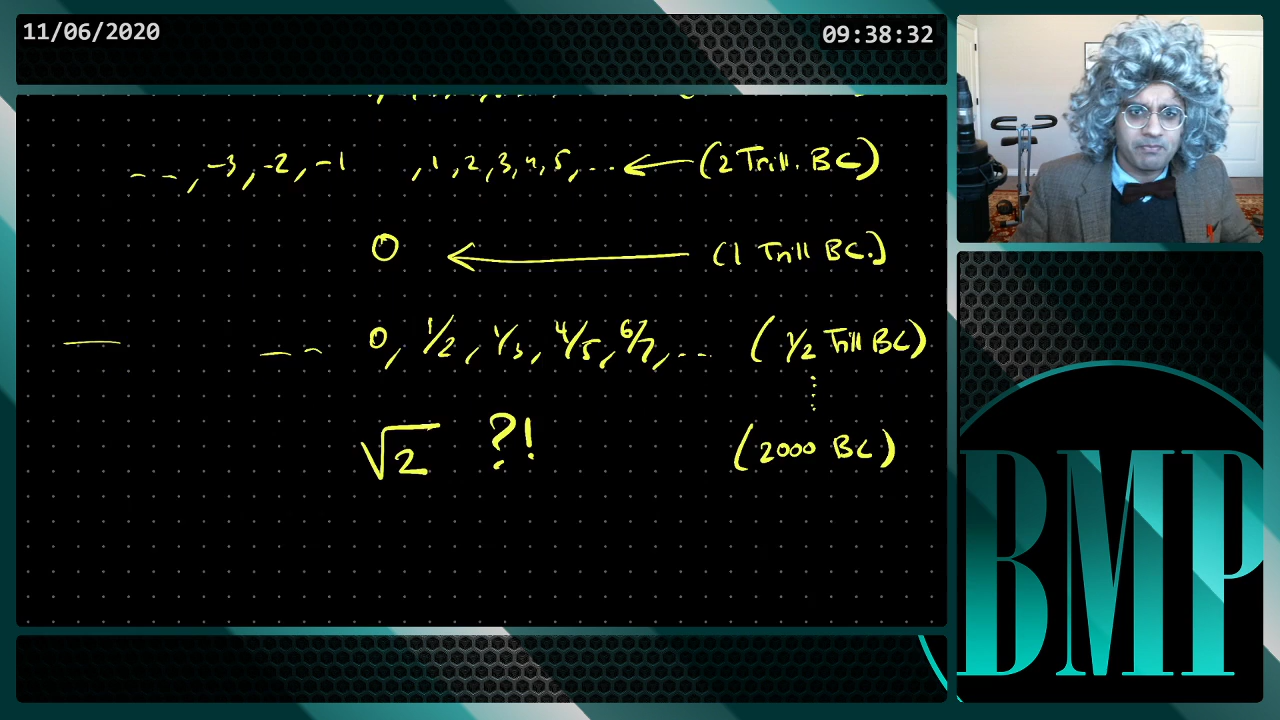 11/06/2020
09:38:32
- -, -3, -2, -1 , 1, 2, 3, 4, 5, ... ← (2 Trill. BC)
0 ← (1 Trill BC.)
— — - 0, 1/2, 1/3, 4/5, 6/7, ... (1/2 Trill BC)
√2 ?! (2000 BC)
BMP